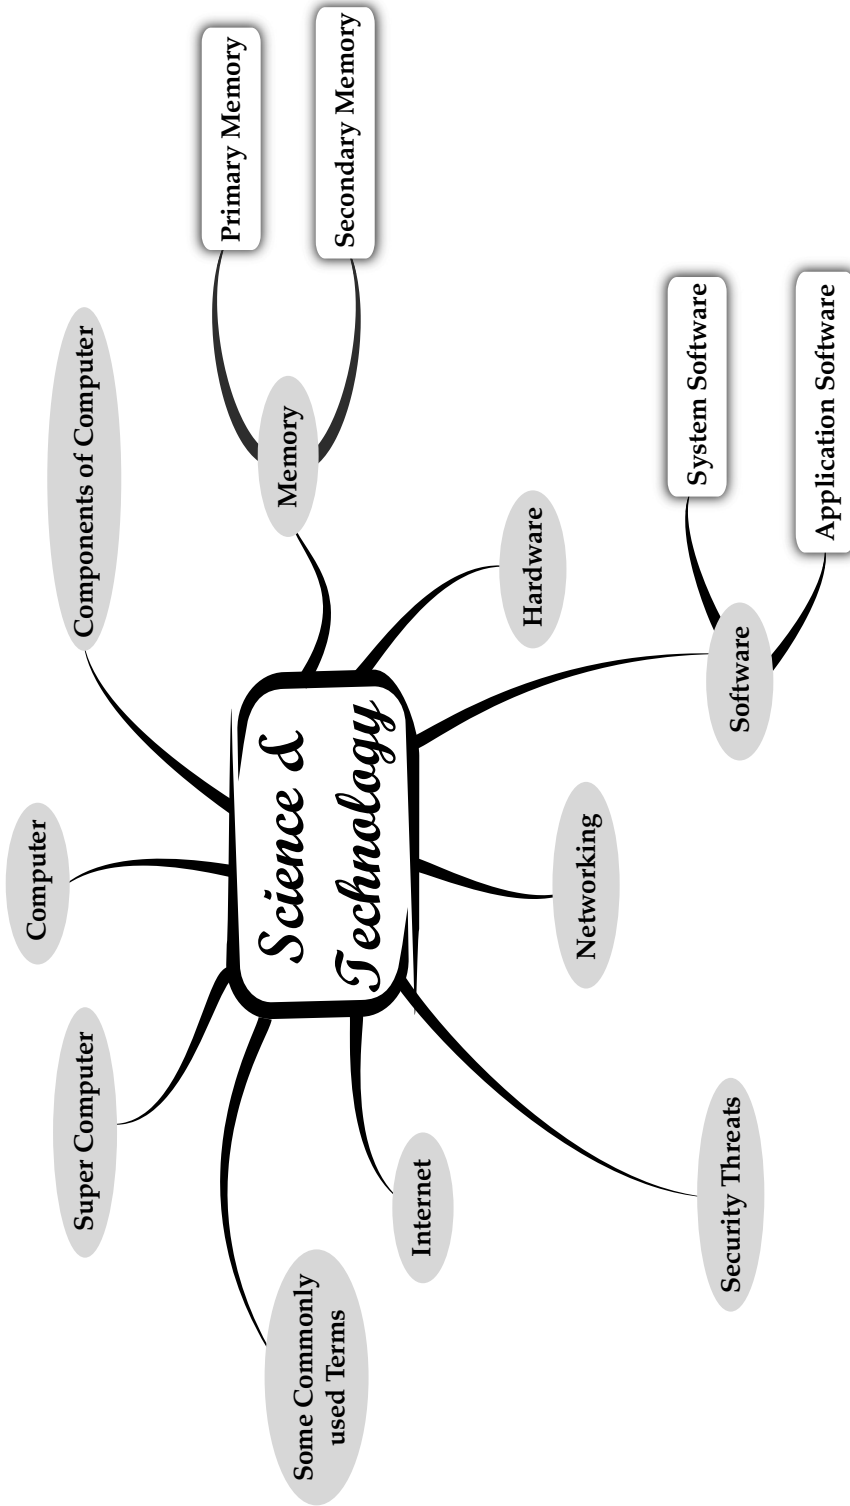 Computer
Super Computer
Components of Computer
Some Commonly
used Terms
Science &
Technology
Memory
Primary Memory
Secondary Memory
Internet
Hardware
Networking
Security Threats
Software
System Software
Application Software